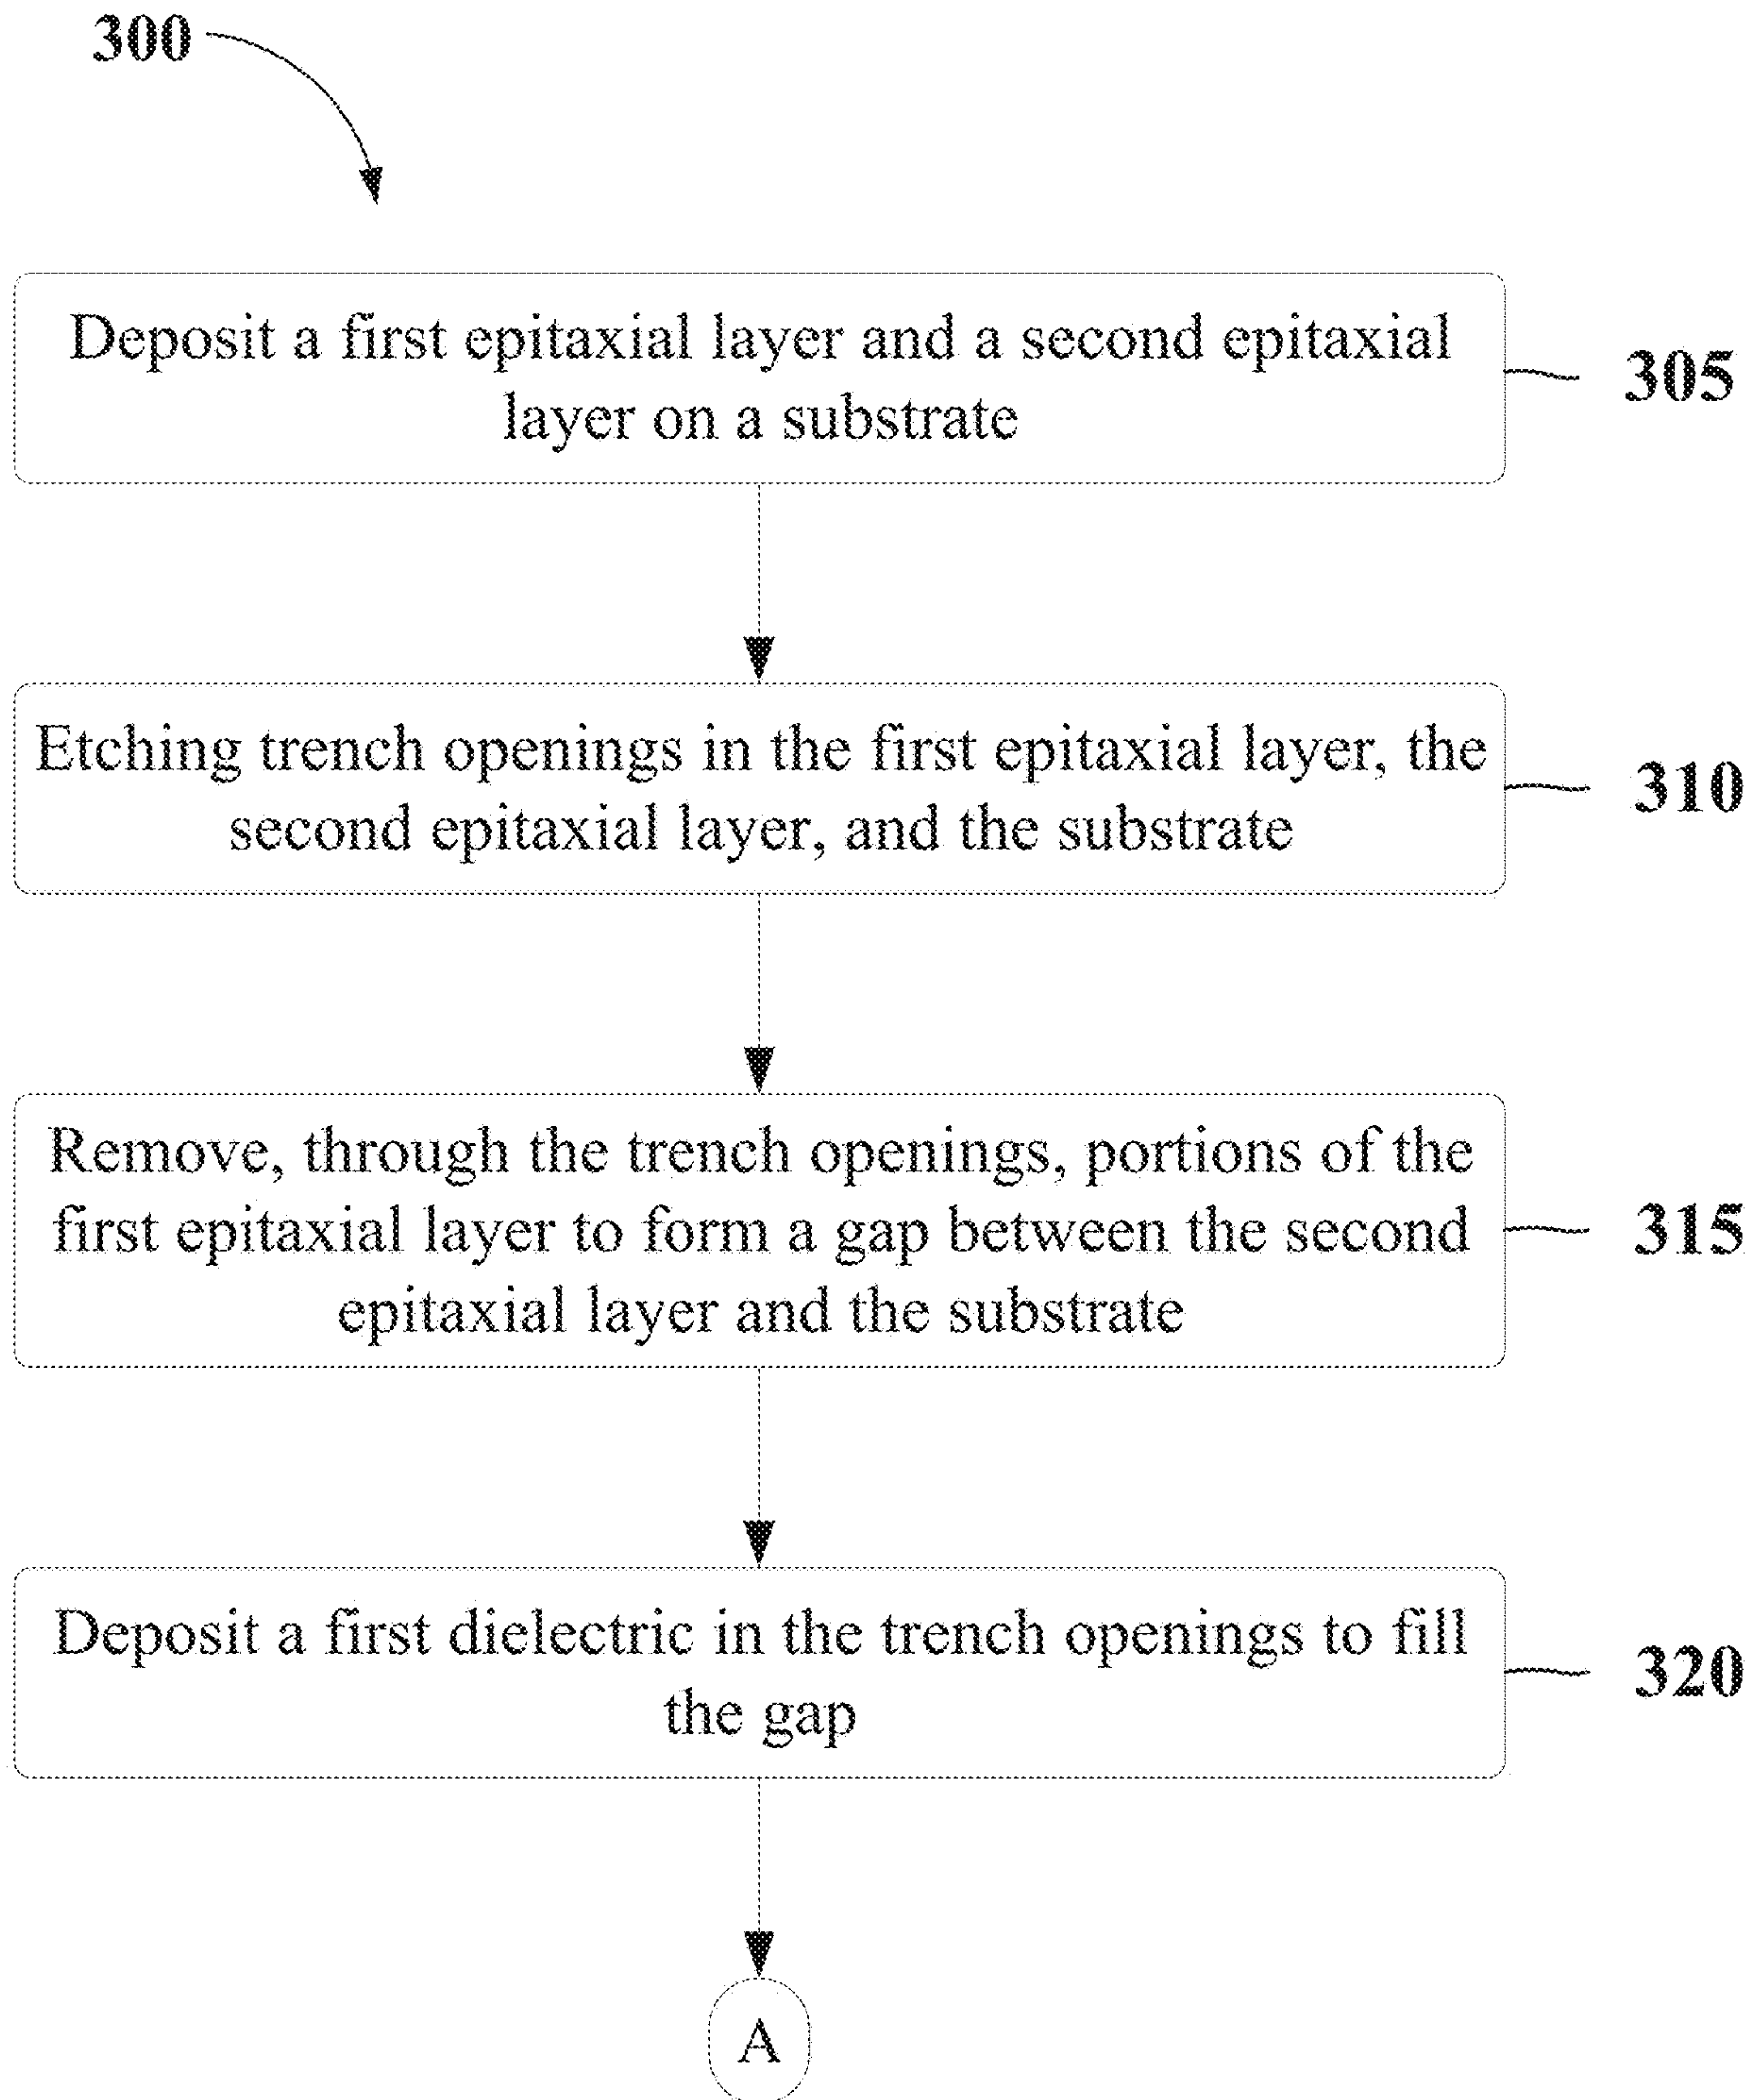 300
Deposit a first epitaxial layer and a second epitaxial
layer on a substrate
305
Etching trench openings in the first epitaxial layer, the
second epitaxial layer, and the substrate
310
Remove, through the trench openings, portions of the
first epitaxial layer to form a gap between the second
epitaxial layer and the substrate
315
Deposit a first dielectric in the trench openings to fill
the gap
320
A